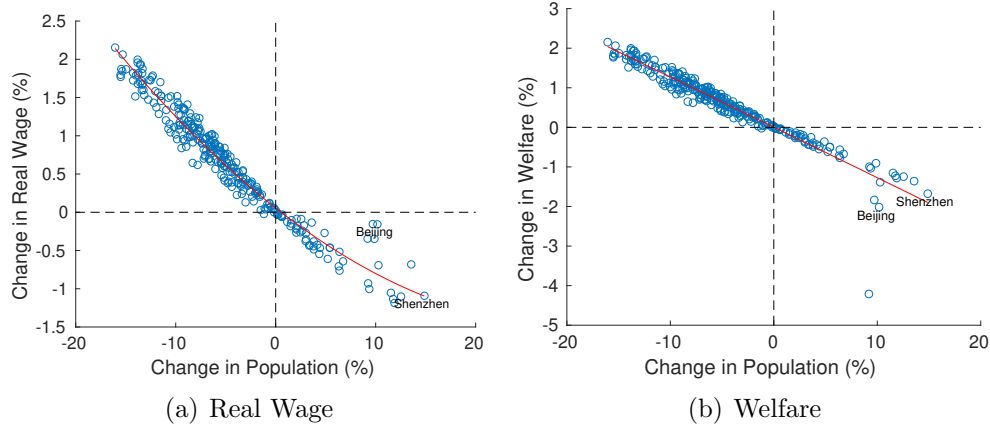 2.5
2
1.5
1
0.5
0
-0.5
-1
-1.5
-20
-10
0
10
20
Change in Real Wage (%)
Change in Population (%)
Beijing
Shenzhen
(a) Real Wage
3
2
1
0
-1
-2
-3
-4
-5
-20
-10
0
10
20
Change in Welfare (%)
Change in Population (%)
Shenzhen
Beijing
(b) Welfare